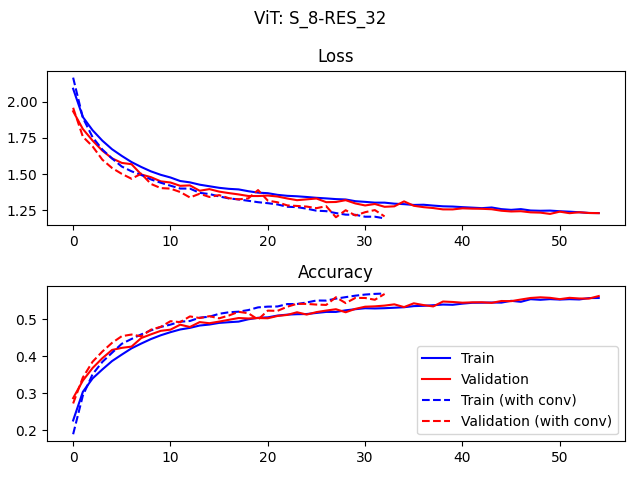 ViT: S_8-RES_32
Loss
2.00
1.75
1.50
1.25
0 10 20 30 40 50
Accuracy
0.5
0.4
0.3
0.2
Train
Validation
Train (with conv)
Validation (with conv)
0 10 20 30 40 50